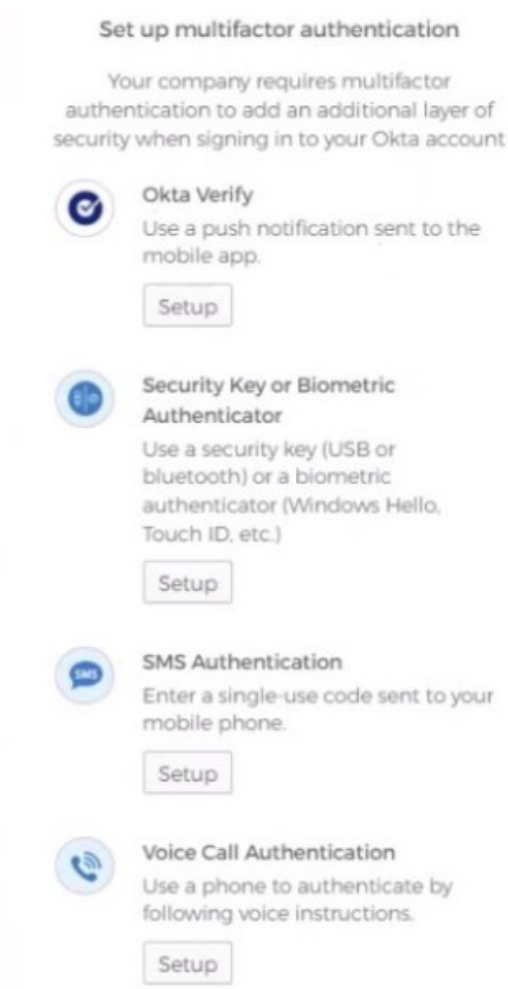 Set up multifactor authentication
Your company requires multifactor
authentication to add an additional layer of
security when signing in to your Okta account
Okta Verify
Use a push notification sent to the
mobile app.
Setup
Security Key or Biometric
Authenticator
Use a security key (USB or
bluetooth) or a biometric
authenticator (Windows Hello,
Touch ID, etc.)
Setup
SMS
SMS Authentication
Enter a single-use code sent to your
mobile phone.
Setup
Voice Call Authentication
Use a phone to authenticate by
following voice instructions.
Setup